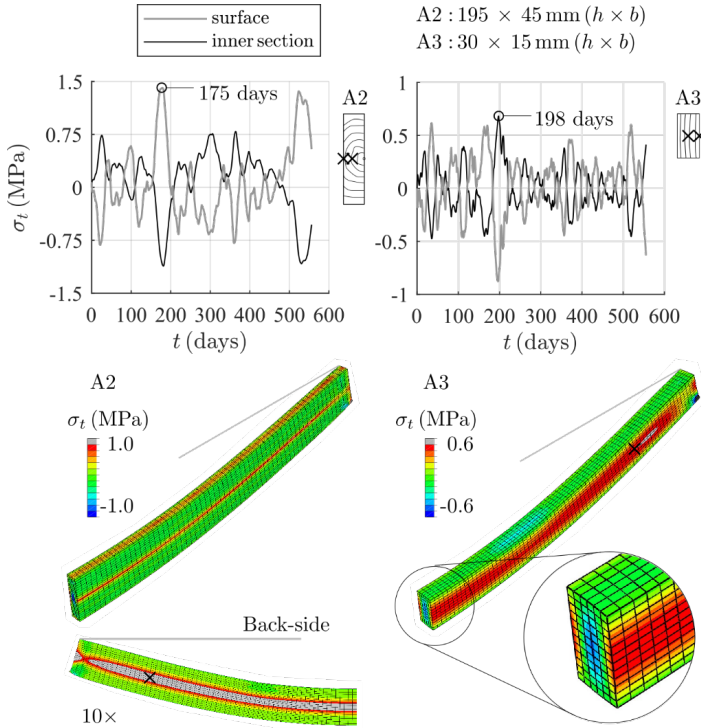 surface
inner section
A2 : 195 × 45 mm (h × b)
A3 : 30 × 15 mm (h × b)
σt (MPa)
1.5
0.75
0
-0.75
-1.5
175 days
A2
0 100 200 300 400 500 600
t (days)
1
0.5
0
-0.5
-1
198 days
A3
0 100 200 300 400 500 600
t (days)
A2
σt (MPa)
1.0
-1.0
A3
σt (MPa)
0.6
-0.6
Back-side
10×